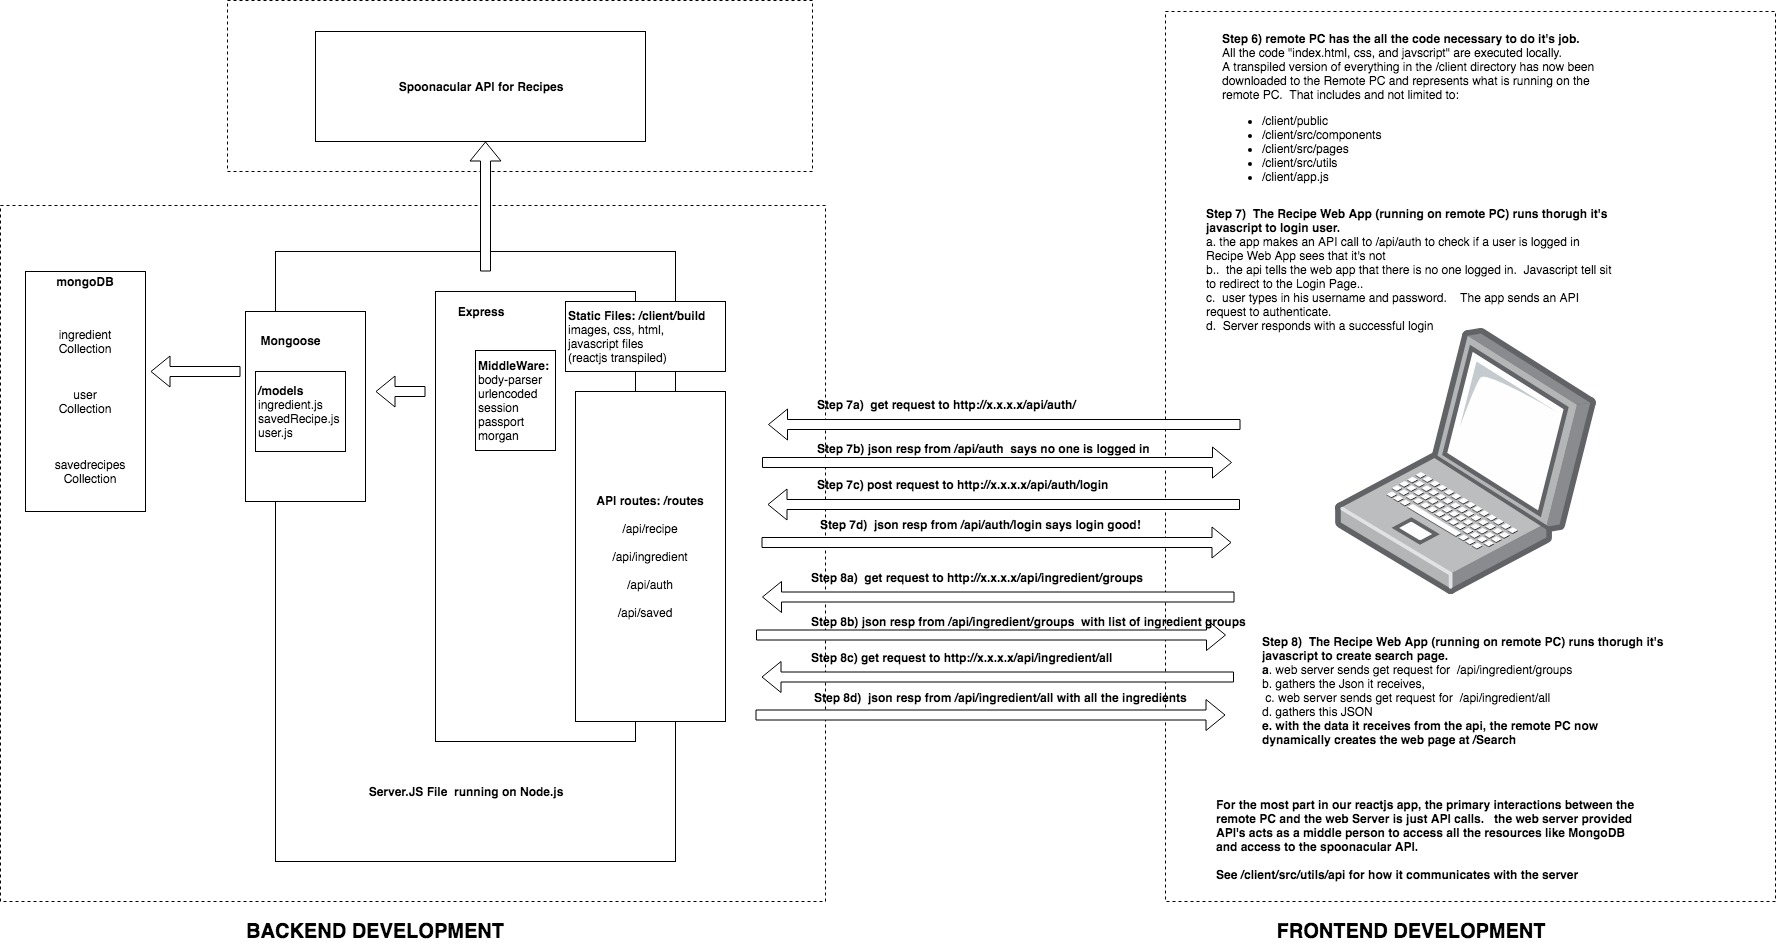 Spoonacular API for Recipes
mongoDB
ingredient
Collection
user
Collection
savedrecipes
Collection
Mongoose
/models
ingredient.js
savedRecipe.js
user.js
Express
MiddleWare:
body-parser
urlencoded
session
passport
morgan
Static Files: /client/build
images, css, html,
javascript files
(reactjs transpiled)
API routes: /routes
/api/recipe
/api/ingredient
/api/auth
/api/saved
Server.JS File  running on Node.js
BACKEND DEVELOPMENT
Step 7a)  get request to http://x.x.x.x/api/auth/
Step 7b) json resp from /api/auth  says no one is logged in
Step 7c) post request to http://x.x.x.x/api/auth/login
Step 7d)  json resp from /api/auth/login says login good!
Step 8a)  get request to http://x.x.x.x/api/ingredient/groups
Step 8b) json resp from /api/ingredient/groups  with list of ingredient groups
Step 8c) get request to http://x.x.x.x/api/ingredient/all
Step 8d)  json resp from /api/ingredient/all with all the ingredients
Step 6) remote PC has the all the code necessary to do it's job.
All the code "index.html, css, and javscript" are executed locally.
A transpiled version of everything in the /client directory has now been
downloaded to the Remote PC and represents what is running on the
remote PC.  That includes and not limited to:
• /client/public
• /client/src/components
• /client/src/pages
• /client/src/utils
• /client/app.js
Step 7)  The Recipe Web App (running on remote PC) runs thorugh it's
javascript to login user.
a. the app makes an API call to /api/auth to check if a user is logged in
Recipe Web App sees that it's not
b..  the api tells the web app that there is no one logged in.  Javascript tell sit
to redirect to the Login Page..
c.  user types in his username and password.    The app sends an API
request to authenticate.
d.  Server responds with a successful login
Step 8)  The Recipe Web App (running on remote PC) runs thorugh it's
javascript to create search page.
a. web server sends get request for  /api/ingredient/groups
b. gathers the Json it receives,
c. web server sends get request for  /api/ingredient/all
d. gathers this JSON
e. with the data it receives from the api, the remote PC now
dynamically creates the web page at /Search
For the most part in our reactjs app, the primary interactions between the
remote PC and the web Server is just API calls.   the web server provided
API's acts as a middle person to access all the resources like MongoDB
and access to the spoonacular API.
See /client/src/utils/api for how it communicates with the server
FRONTEND DEVELOPMENT